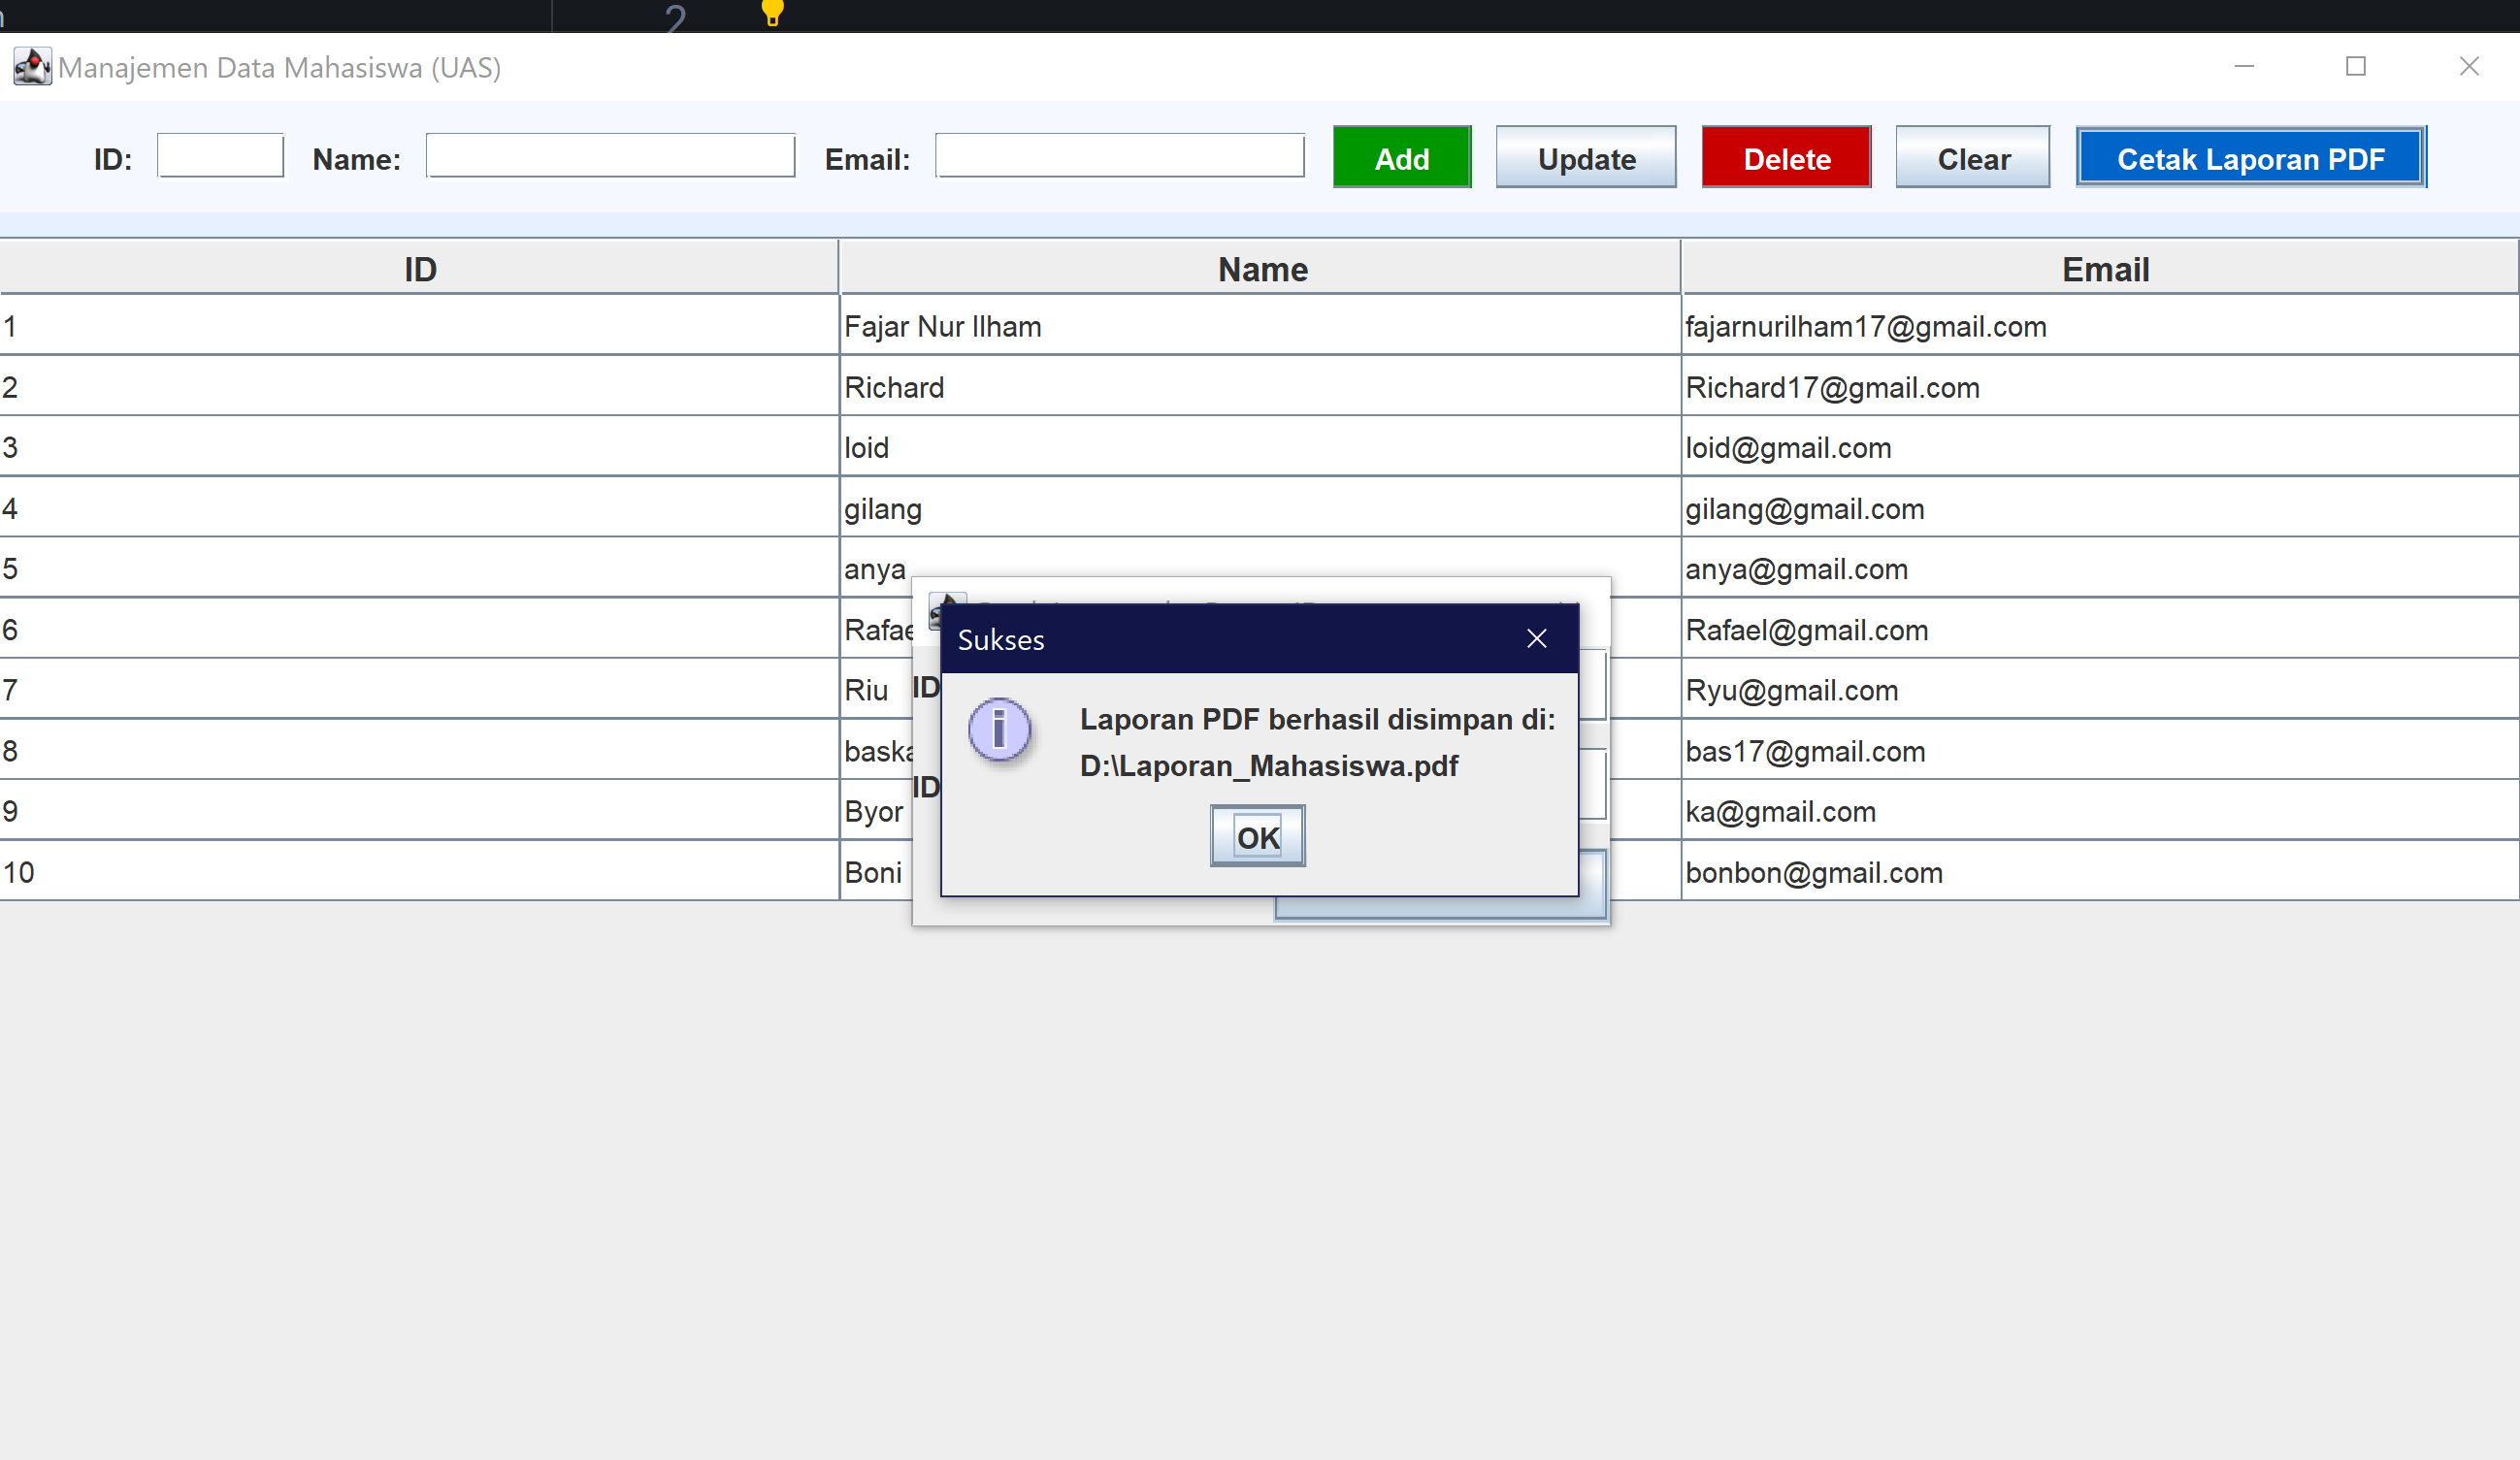 2
Manajemen Data Mahasiswa (UAS)
ID: Name: Email: Add Update Delete Clear Cetak Laporan PDF
ID Name Email
1 Fajar Nur Ilham fajarnurilham17@gmail.com
2 Richard Richard17@gmail.com
3 loid loid@gmail.com
4 gilang gilang@gmail.com
5 anya anya@gmail.com
6 Rafael@gmail.com
7 Riu Ryu@gmail.com
8 bas17@gmail.com
9 Byor ka@gmail.com
10 Boni bonbon@gmail.com
ID
ID
Sukses
Laporan PDF berhasil disimpan di:
D:\Laporan_Mahasiswa.pdf
OK